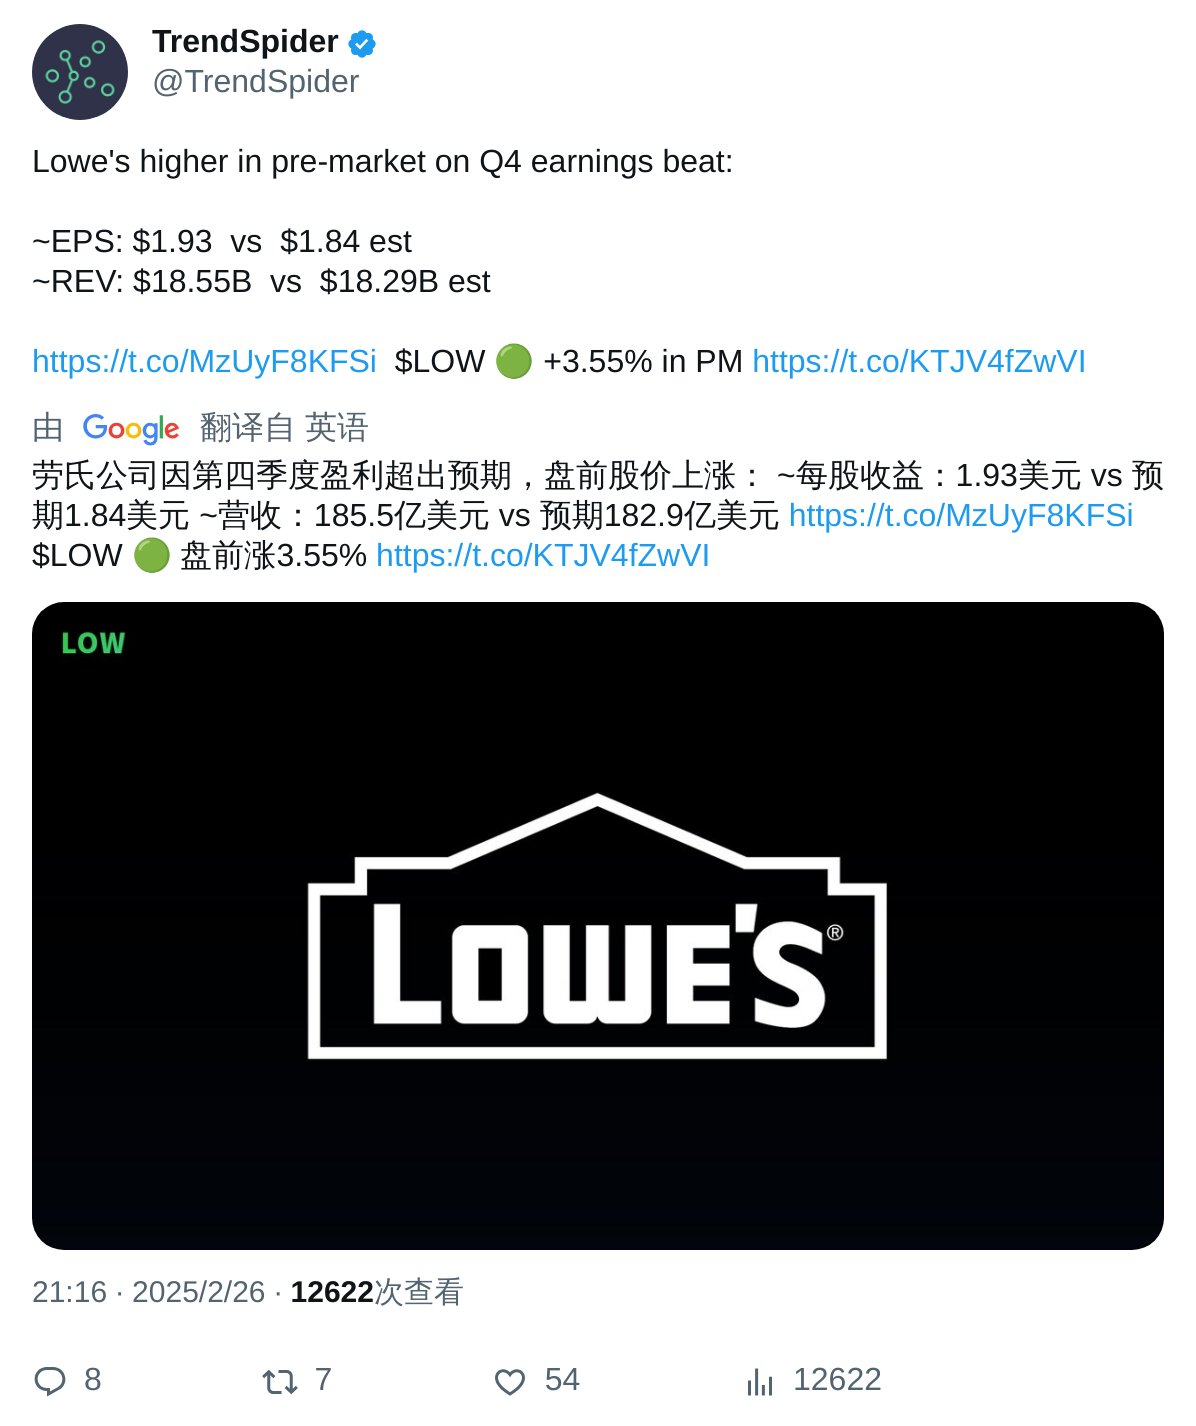 TrendSpider
@TrendSpider
Lowe's higher in pre-market on Q4 earnings beat:
~EPS: $1.93  vs  $1.84 est
~REV: $18.55B  vs  $18.29B est
https://t.co/MzUyF8KFSi  $LOW 🟢 +3.55% in PM https://t.co/KTJV4fZwVI
由 Google 翻译自 英语
劳氏公司因第四季度盈利超出预期，盘前股价上涨： ~每股收益：1.93美元 vs 预
期1.84美元 ~营收：185.5亿美元 vs 预期182.9亿美元 https://t.co/MzUyF8KFSi
$LOW 🟢 盘前涨3.55% https://t.co/KTJV4fZwVI
LOW
LOWE'S®
21:16 · 2025/2/26 · 12622次查看
8 7 54 12622